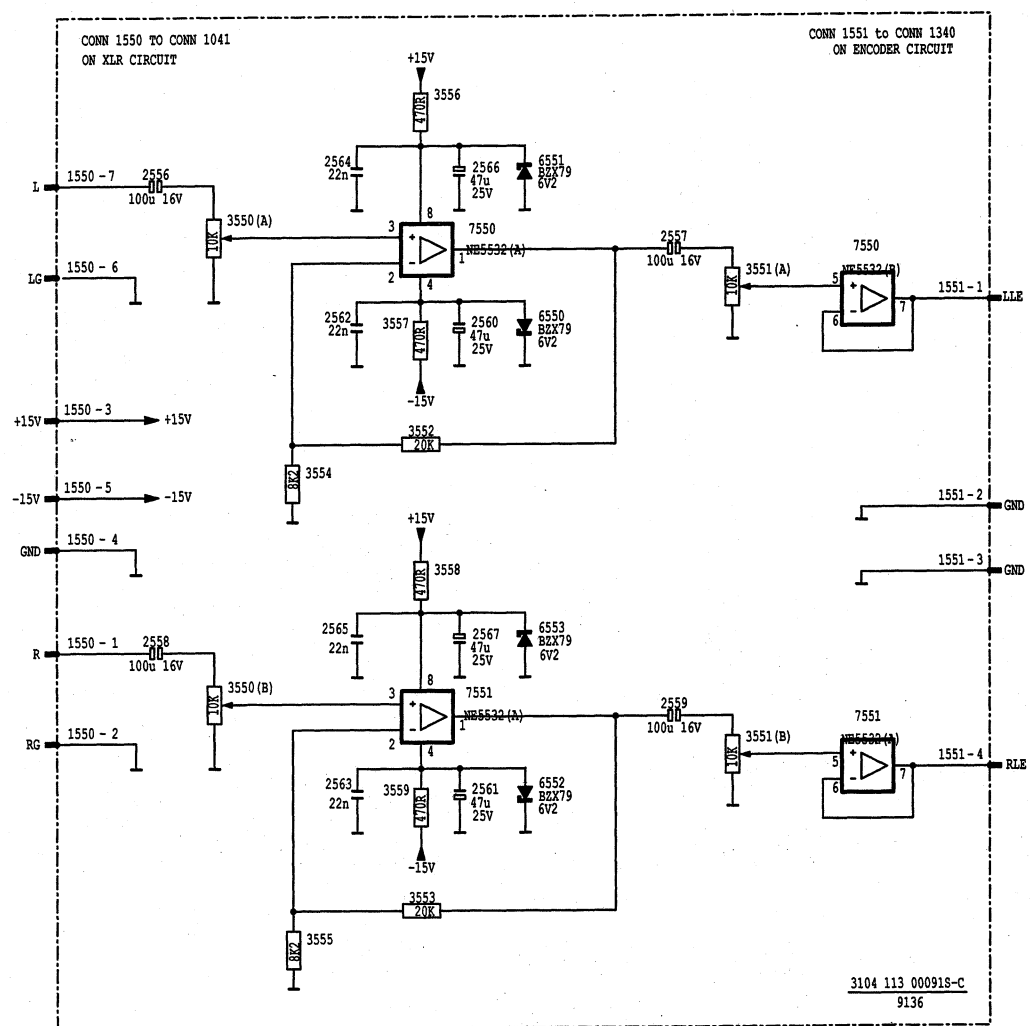 CONN 1550 TO CONN 1041
ON XLR CIRCUIT
CONN 1551 to CONN 1340
ON ENCODER CIRCUIT
+15V
3556
470R
2564
22n
2566
47u
25V
6551
BZX79
6V2
L
1550 - 7
2556
100u 16V
3550 (A)
10K
8
3
+
-
2
4
1
7550
NE5532 (A)
2557
100u 16V
3551 (A)
10K
7550
NE5532 (B)
5
+
-
6
7
1551 - 1
LLE
LG
1550 - 6
2562
22n
3557
470R
2560
47u
25V
6550
BZX79
6V2
-15V
+15V
1550 - 3
+15V
3552
20K
3554
8K2
-15V
1550 - 5
-15V
1551 - 2
GND
GND
1550 - 4
1551 - 3
GND
+15V
3558
470R
2565
22n
2567
47u
25V
6553
BZX79
6V2
R
1550 - 1
2558
100u 16V
3550 (B)
10K
8
3
+
-
2
4
1
7551
NE5532 (A)
2559
100u 16V
3551 (B)
10K
7551
NE5532 (A)
5
+
-
6
7
1551 - 4
RLE
RG
1550 - 2
2563
22n
3559
470R
2561
47u
25V
6552
BZX79
6V2
-15V
3553
20K
3555
8K2
3104 113 00091S-C
9136